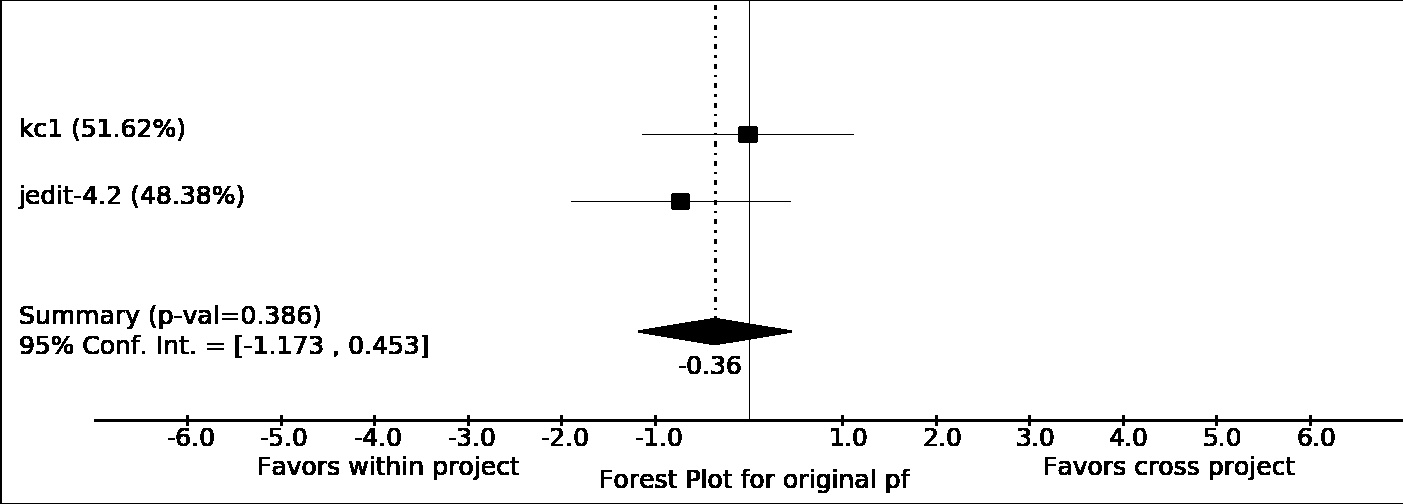 kc1 (51.62%)
jedit-4.2 (48.38%)
Summary (p-val=0.386)
95% Conf. Int. = [-1.173 , 0.453]
-0.36
-6.0 -5.0 -4.0 -3.0 -2.0 -1.0 1.0 2.0 3.0 4.0 5.0 6.0
Favors within project Favors cross project
Forest Plot for original pf